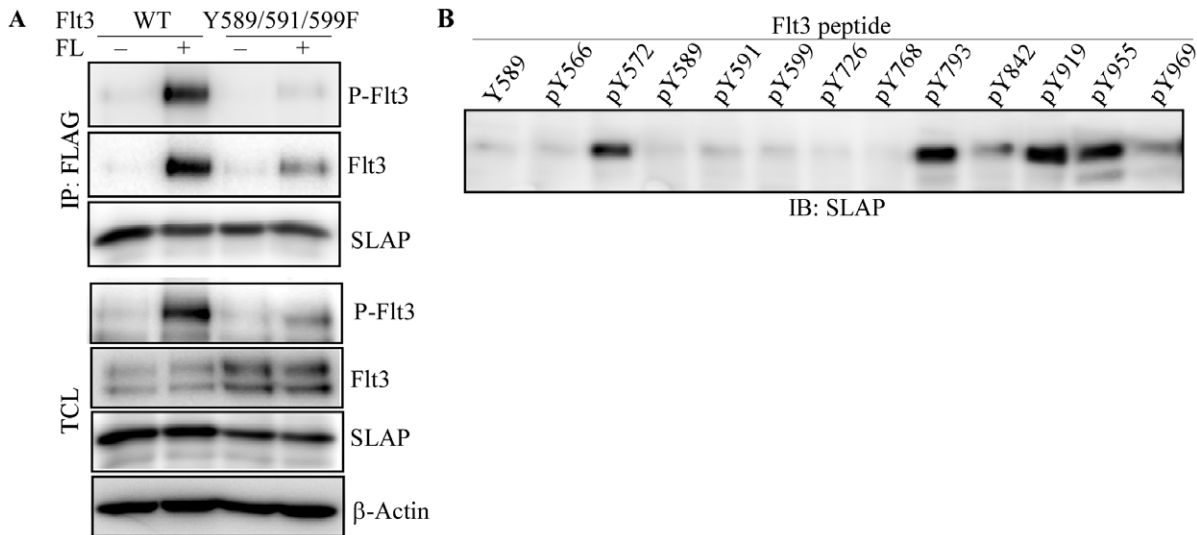 A
Flt3 WT Y589/591/599F
FL – + – +
IP: FLAG
P-Flt3
Flt3
SLAP
TCL
P-Flt3
Flt3
SLAP
β-Actin
B
Flt3 peptide
Y589 pY566 pY572 pY589 pY591 pY599 pY726 pY768 pY793 pY842 pY919 pY955 pY969
IB: SLAP